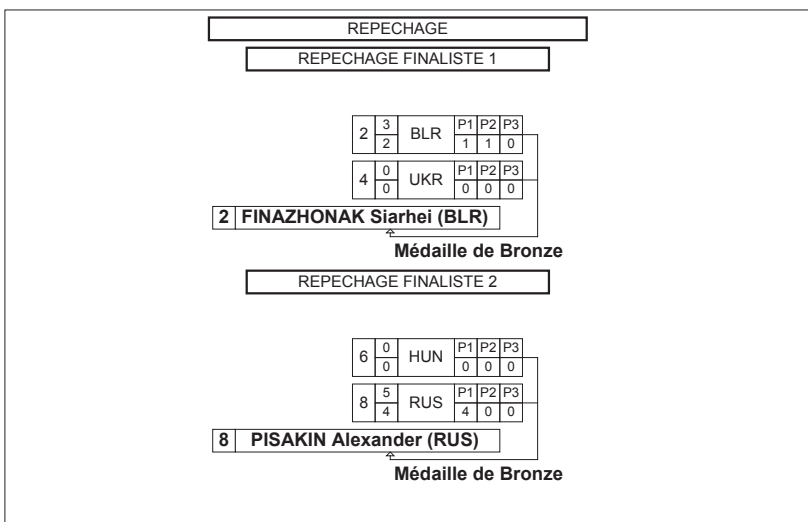 REPECHAGE
REPECHAGE FINALISTE 1
2 3 BLR P1 P2 P3
2 1 1 0
4 0 UKR P1 P2 P3
0 0 0 0
2 FINAZHONAK Siarhei (BLR)
Médaille de Bronze
REPECHAGE FINALISTE 2
6 0 HUN P1 P2 P3
0 0 0 0
8 5 RUS P1 P2 P3
4 4 0 0
8 PISAKIN Alexander (RUS)
Médaille de Bronze